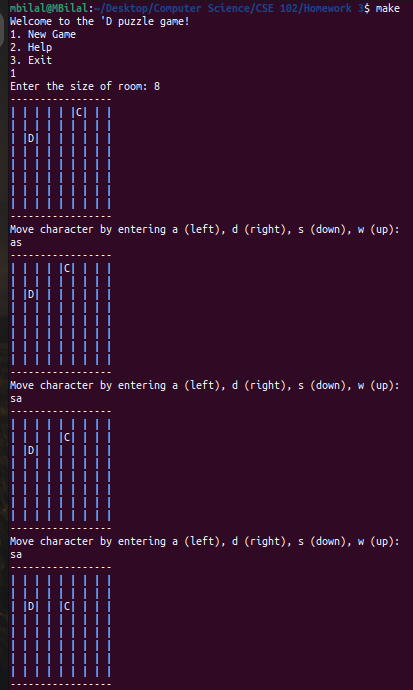 mbilal@MBilal:~/Desktop/Computer Science/CSE 102/Homework 3$ make
Welcome to the 'D puzzle game!
1. New Game
2. Help
3. Exit
1
Enter the size of room: 8
-----------------
| | | | | |C| | |
| | | | | | | | |
| |D| | | | | | |
| | | | | | | | |
| | | | | | | | |
| | | | | | | | |
| | | | | | | | |
| | | | | | | | |
-----------------
Move character by entering a (left), d (right), s (down), w (up):
as
-----------------
| | | | |C| | | |
| | | | | | | | |
| |D| | | | | | |
| | | | | | | | |
| | | | | | | | |
| | | | | | | | |
| | | | | | | | |
| | | | | | | | |
-----------------
Move character by entering a (left), d (right), s (down), w (up):
sa
-----------------
| | | | | | | | |
| | | | |C| | | |
| |D| | | | | | |
| | | | | | | | |
| | | | | | | | |
| | | | | | | | |
| | | | | | | | |
| | | | | | | | |
-----------------
Move character by entering a (left), d (right), s (down), w (up):
sa
-----------------
| | | | | | | | |
| | | | | | | | |
| |D| | |C| | | |
| | | | | | | | |
| | | | | | | | |
| | | | | | | | |
| | | | | | | | |
| | | | | | | | |
-----------------